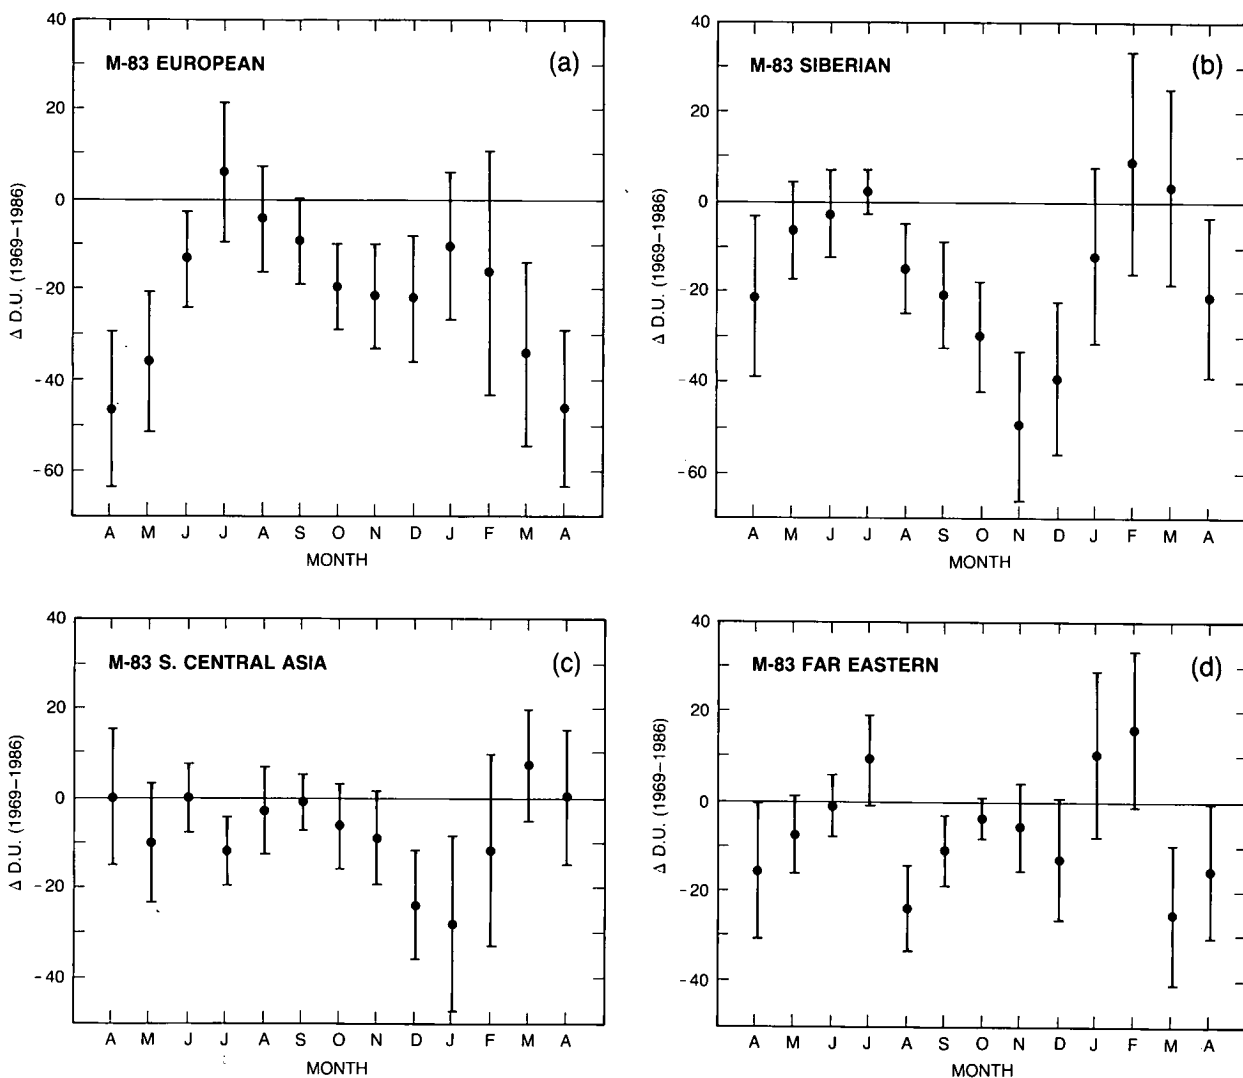 M-83 EUROPEAN
(a)
40
20
0
-20
-40
-60
Δ D.U. (1969–1986)
A M J J A S O N D J F M A
MONTH
M-83 SIBERIAN
(b)
40
20
0
-20
-40
-60
Δ D.U. (1969–1986)
A M J J A S O N D J F M A
MONTH
M-83 S. CENTRAL ASIA
(c)
40
20
0
-20
-40
Δ D.U. (1969–1986)
A M J J A S O N D J F M A
MONTH
M-83 FAR EASTERN
(d)
40
20
0
-20
-40
Δ D.U. (1969–1986)
A M J J A S O N D J F M A
MONTH